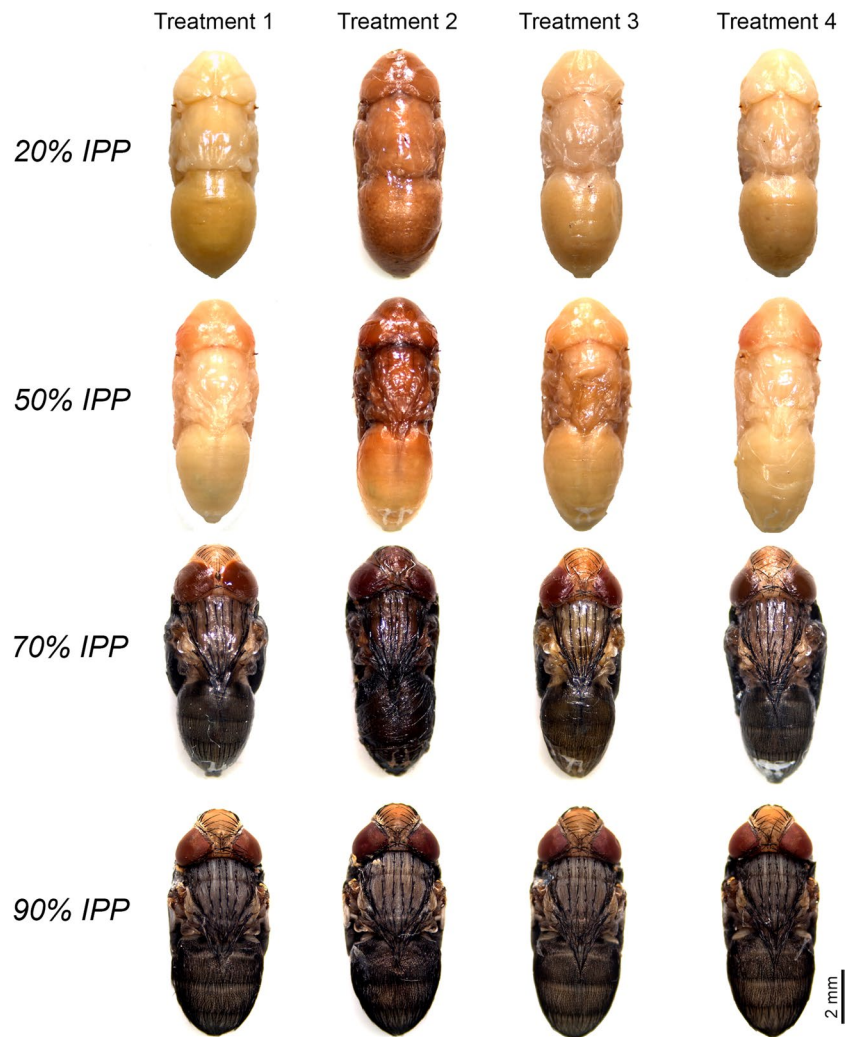 Treatment 1 Treatment 2 Treatment 3 Treatment 4
20% IPP
50% IPP
70% IPP
90% IPP
2 mm